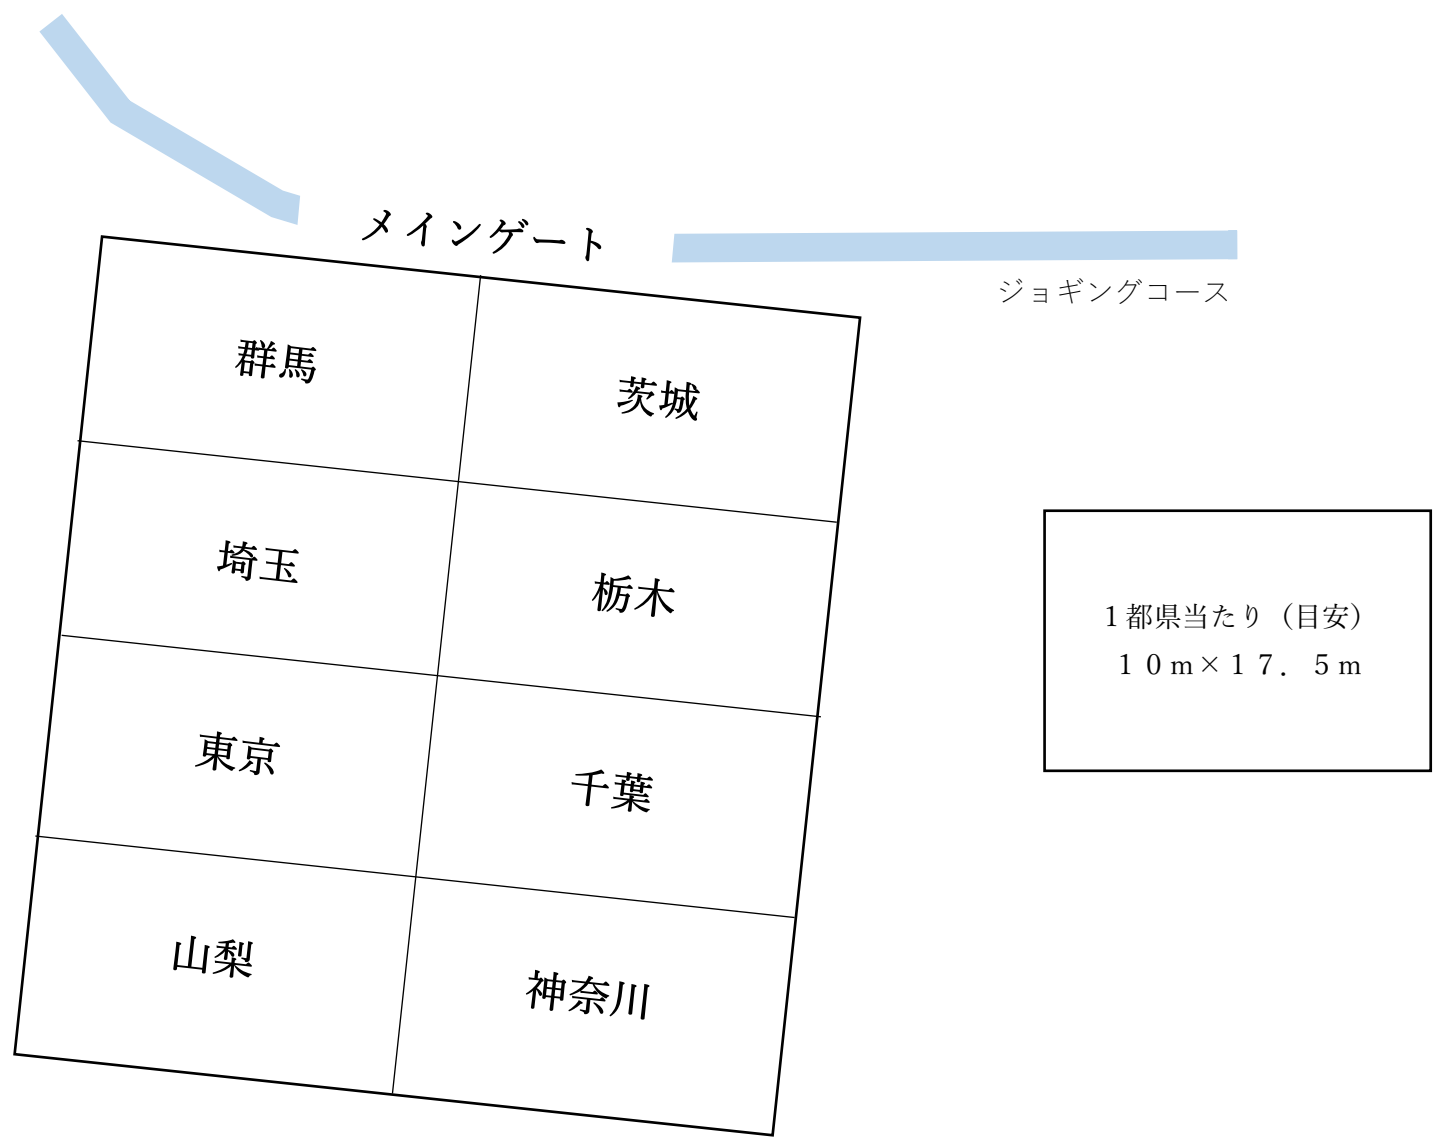 メインゲート
ジョギングコース
群馬
茨城
埼玉
栃木
東京
千葉
山梨
神奈川
１都県当たり（目安）
１０ｍ×１７．５ｍ